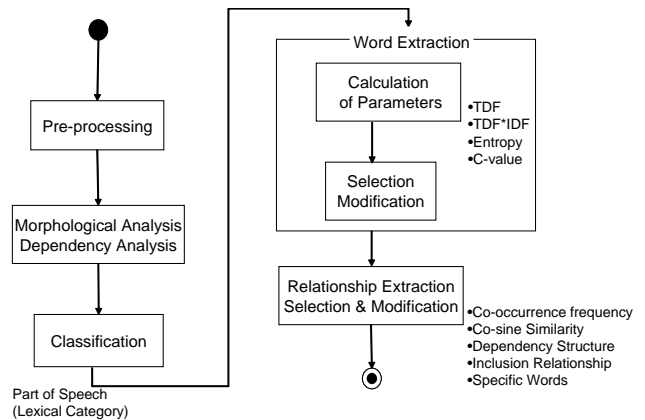 Pre-processing
Morphological Analysis
Dependency Analysis
Classification
Part of Speech
(Lexical Category)
Word Extraction
Calculation
of Parameters
•TDF
•TDF*IDF
•Entropy
•C-value
Selection
Modification
Relationship Extraction
Selection & Modification
•Co-occurrence frequency
•Co-sine Similarity
•Dependency Structure
•Inclusion Relationship
•Specific Words